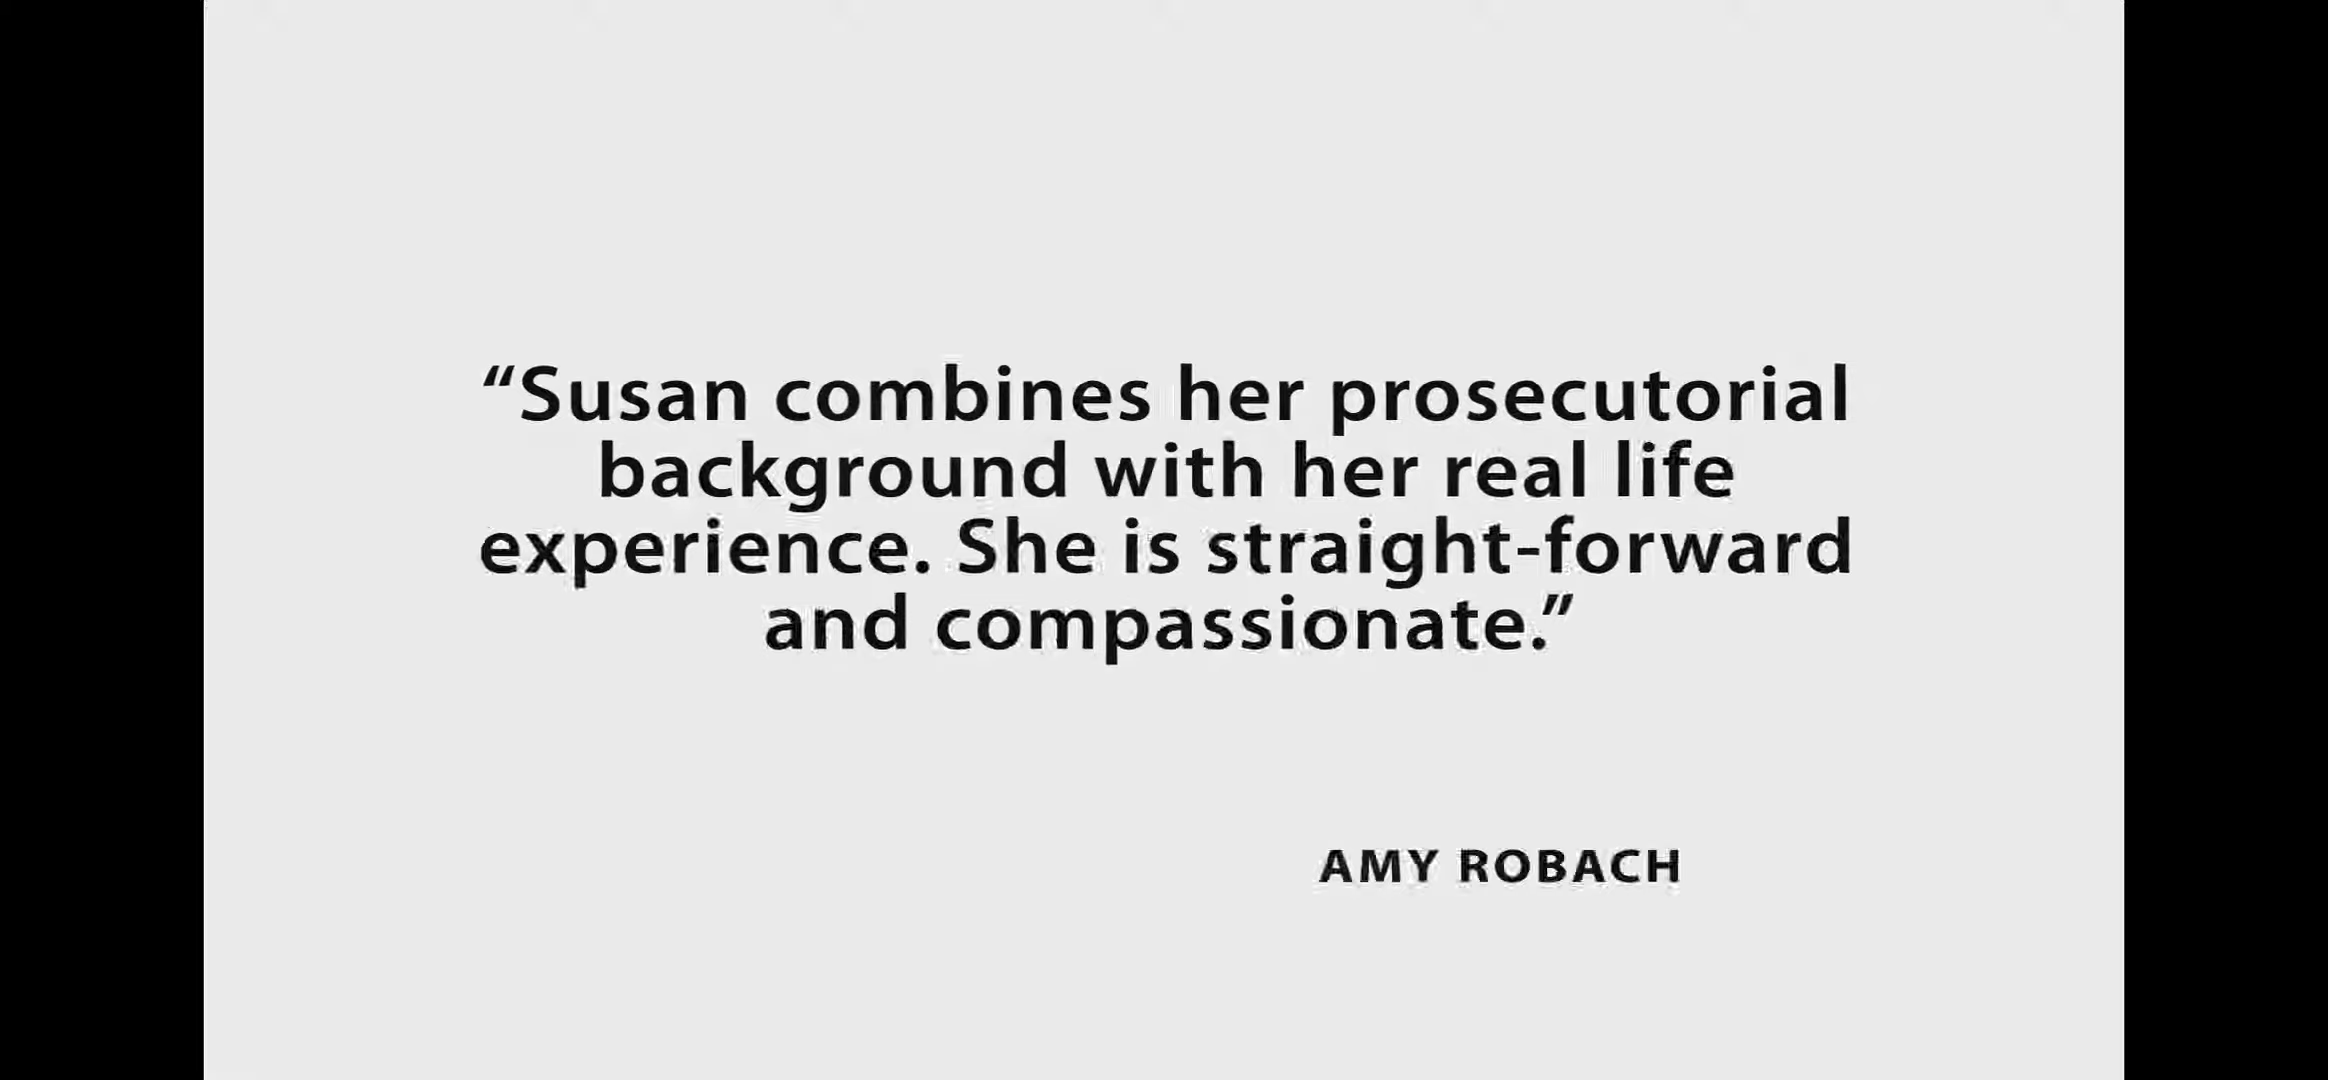 “Susan combines her prosecutorial
background with her real life
experience. She is straight-forward
and compassionate.”
AMY ROBACH